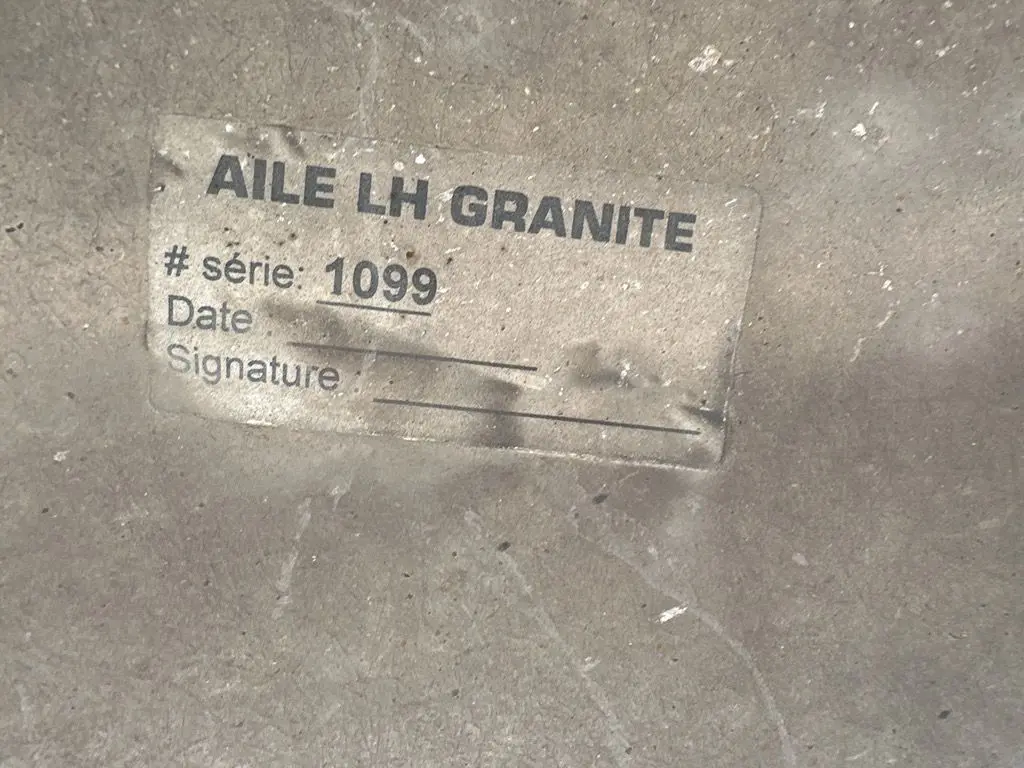 AILE LH GRANITE
# série: 1099
Date :
Signature :